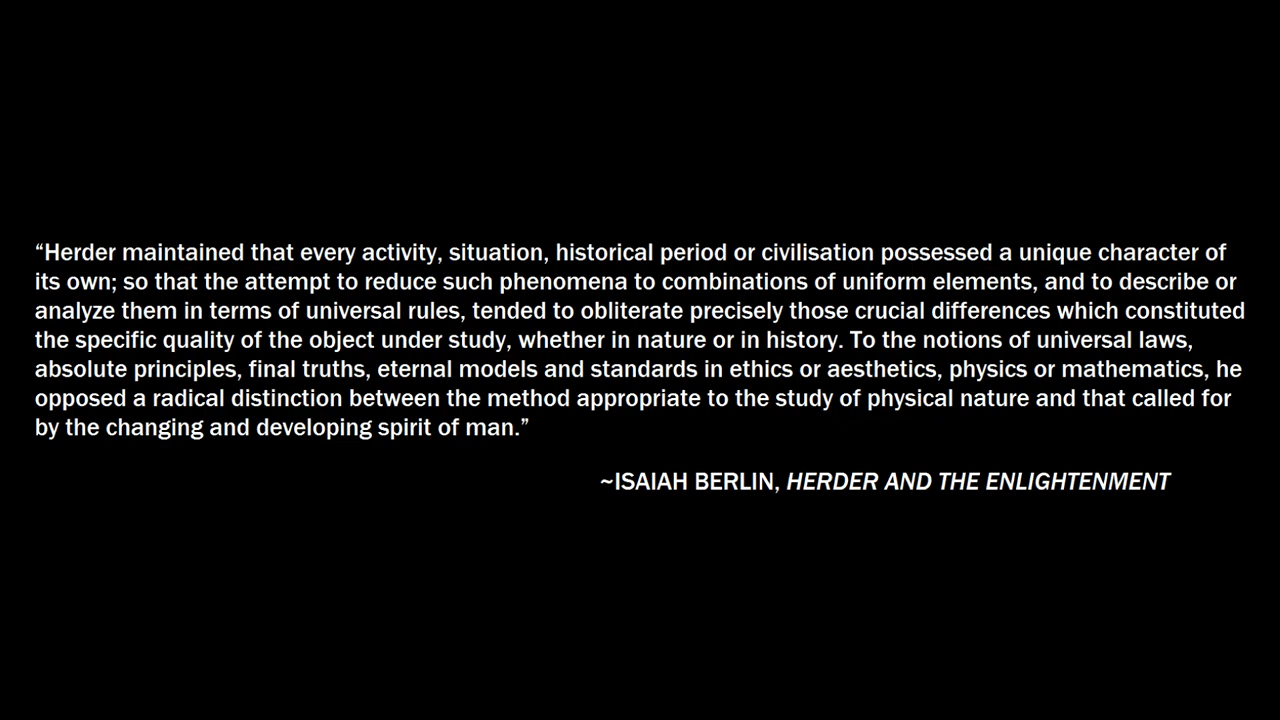 “Herder maintained that every activity, situation, historical period or civilisation possessed a unique character of
its own; so that the attempt to reduce such phenomena to combinations of uniform elements, and to describe or
analyze them in terms of universal rules, tended to obliterate precisely those crucial differences which constituted
the specific quality of the object under study, whether in nature or in history. To the notions of universal laws,
absolute principles, final truths, eternal models and standards in ethics or aesthetics, physics or mathematics, he
opposed a radical distinction between the method appropriate to the study of physical nature and that called for
by the changing and developing spirit of man.”
~ISAIAH BERLIN, HERDER AND THE ENLIGHTENMENT